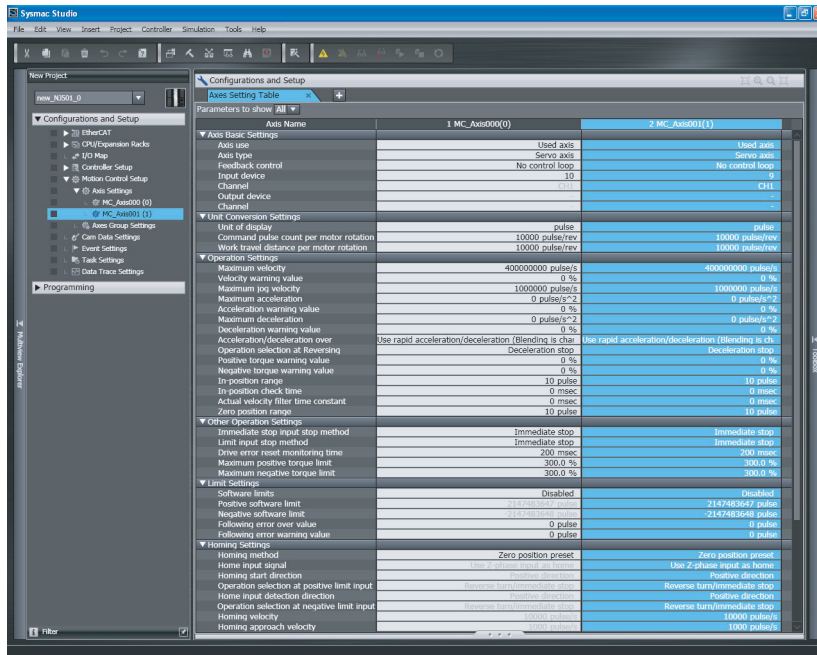 Sysmac Studio
File Edit View Insert Project Controller Simulation Tools Help
New Project
new_NJ501_0
▼ Configurations and Setup
▶ EtherCAT
▶ CPU/Expansion Racks
I/O Map
▶ Controller Setup
▼ Motion Control Setup
▼ Axis Settings
MC_Axis000 (0)
MC_Axis001 (1)
Axes Group Settings
Cam Data Settings
▶ Event Settings
Task Settings
Data Trace Settings
▶ Programming
Filter
Multiview Explorer
Configurations and Setup
Axes Setting Table × +
Parameters to show All ▼
Axis Name 1 MC_Axis000(0) 2 MC_Axis001(1)
▼ Axis Basic Settings
Axis use Used axis Used axis
Axis type Servo axis Servo axis
Feedback control No control loop No control loop
Input device 10 9
Channel CH1 CH1
Output device - -
Channel - -
▼ Unit Conversion Settings
Unit of display pulse pulse
Command pulse count per motor rotation 10000 pulse/rev 10000 pulse/rev
Work travel distance per motor rotation 10000 pulse/rev 10000 pulse/rev
▼ Operation Settings
Maximum velocity 400000000 pulse/s 400000000 pulse/s
Velocity warning value 0 % 0 %
Maximum jog velocity 1000000 pulse/s 1000000 pulse/s
Maximum acceleration 0 pulse/s^2 0 pulse/s^2
Acceleration warning value 0 % 0 %
Maximum deceleration 0 pulse/s^2 0 pulse/s^2
Deceleration warning value 0 % 0 %
Acceleration/deceleration over Use rapid acceleration/deceleration (Blending is chan Use rapid acceleration/deceleration (Blending is ch
Operation selection at Reversing Deceleration stop Deceleration stop
Positive torque warning value 0 % 0 %
Negative torque warning value 0 % 0 %
In-position range 10 pulse 10 pulse
In-position check time 0 msec 0 msec
Actual velocity filter time constant 0 msec 0 msec
Zero position range 10 pulse 10 pulse
▼ Other Operation Settings
Immediate stop input stop method Immediate stop Immediate stop
Limit input stop method Immediate stop Immediate stop
Drive error reset monitoring time 200 msec 200 msec
Maximum positive torque limit 300.0 % 300.0 %
Maximum negative torque limit 300.0 % 300.0 %
▼ Limit Settings
Software limits Disabled Disabled
Positive software limit 2147483647 pulse 2147483647 pulse
Negative software limit -2147483648 pulse -2147483648 pulse
Following error over value 0 pulse 0 pulse
Following error warning value 0 pulse 0 pulse
▼ Homing Settings
Homing method Zero position preset Zero position preset
Home input signal Use Z-phase input as home Use Z-phase input as home
Homing start direction Positive direction Positive direction
Operation selection at positive limit input Reverse turn/immediate stop Reverse turn/immediate stop
Home input detection direction Positive direction Positive direction
Operation selection at negative limit input Reverse turn/immediate stop Reverse turn/immediate stop
Homing velocity 10000 pulse/s 10000 pulse/s
Homing approach velocity 1000 pulse/s 1000 pulse/s
Toolbox